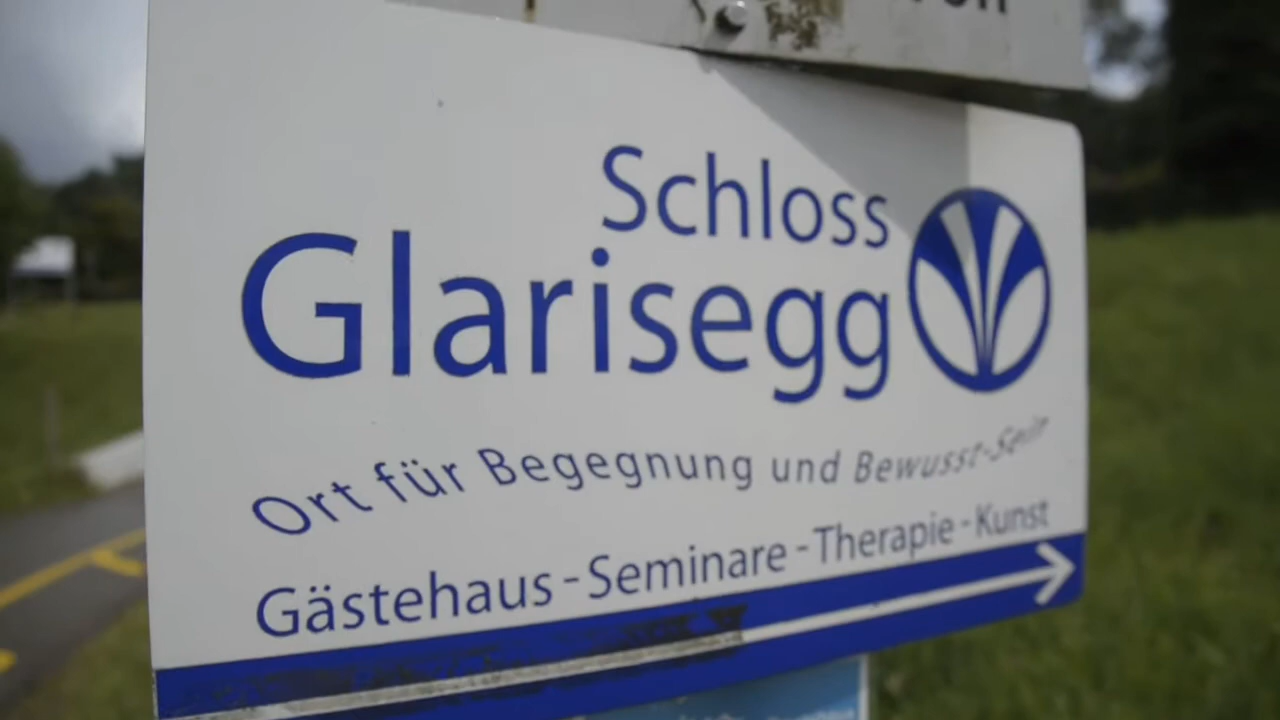 Schloss
Glarisegg
Ort für Begegnung und Bewusst-Sein
Gästehaus - Seminare - Therapie - Kunst